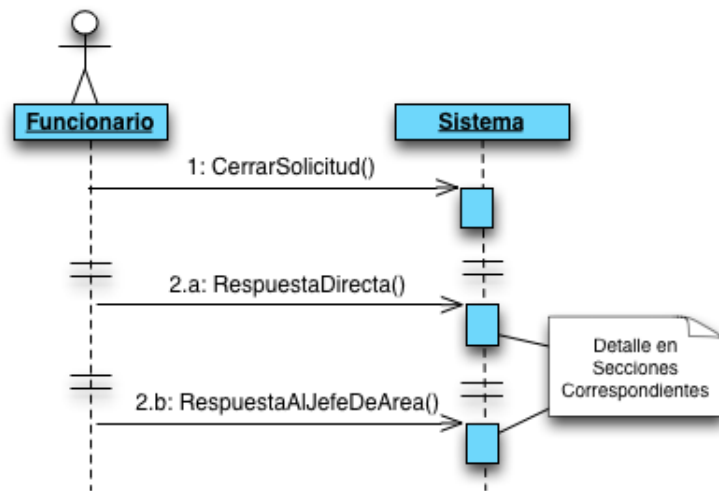 Funcionario
Sistema
1: CerrarSolicitud()
2.a: RespuestaDirecta()
Detalle en
Secciones
Correspondientes
2.b: RespuestaAlJefeDeArea()